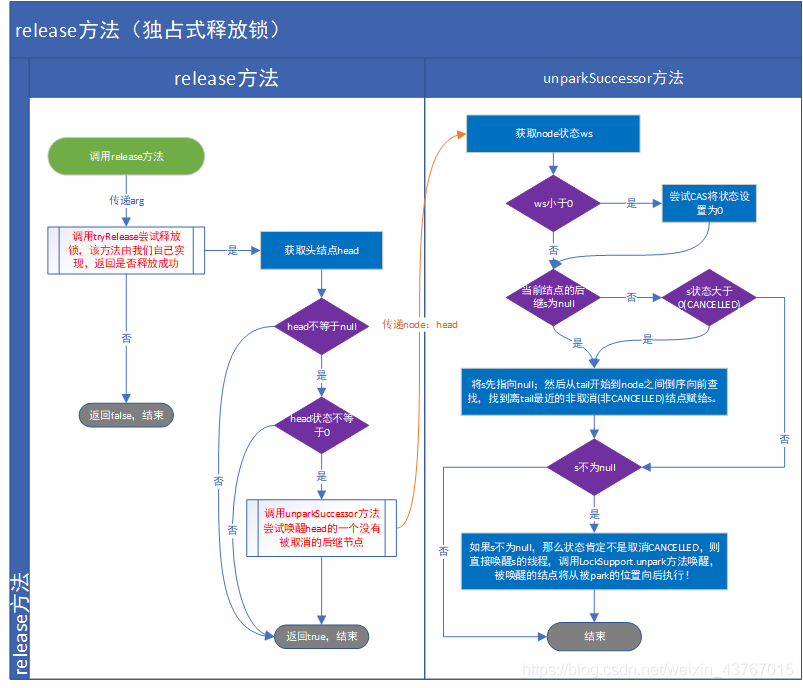 release方法（独占式释放锁）
release方法
unparkSuccessor方法
release方法
调用release方法
传递arg
调用tryRelease尝试释放
锁，该方法由我们自己实
现，返回是否释放成功
是
获取头结点head
否
返回false，结束
head不等于null
是
否
head状态不等
于0
是
否
调用unparkSuccessor方法
尝试唤醒head的一个没有
被取消的后继节点
返回true，结束
传递node：head
获取node状态ws
ws小于0
是
尝试CAS将状态设
置为0
否
当前结点的后
继s为null
否
s状态大于
0(CANCELLED)
是
是
否
将s先指向null；然后从tail开始到node之间倒序向前查
找，找到离tail最近的非取消(非CANCELLED)结点赋给s。
s不为null
是
否
如果s不为null，那么状态肯定不是取消CANCELLED，则
直接唤醒s的线程，调用LockSupport.unpark方法唤醒，
被唤醒的结点将从被park的位置向后执行！
结束
https://blog.csdn.net/weixin_43767015